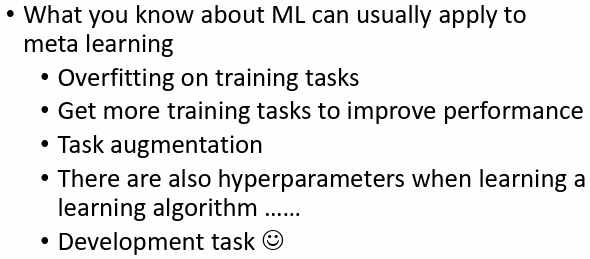 • What you know about ML can usually apply to
meta learning
• Overfitting on training tasks
• Get more training tasks to improve performance
• Task augmentation
• There are also hyperparameters when learning a
learning algorithm ......
• Development task ☺